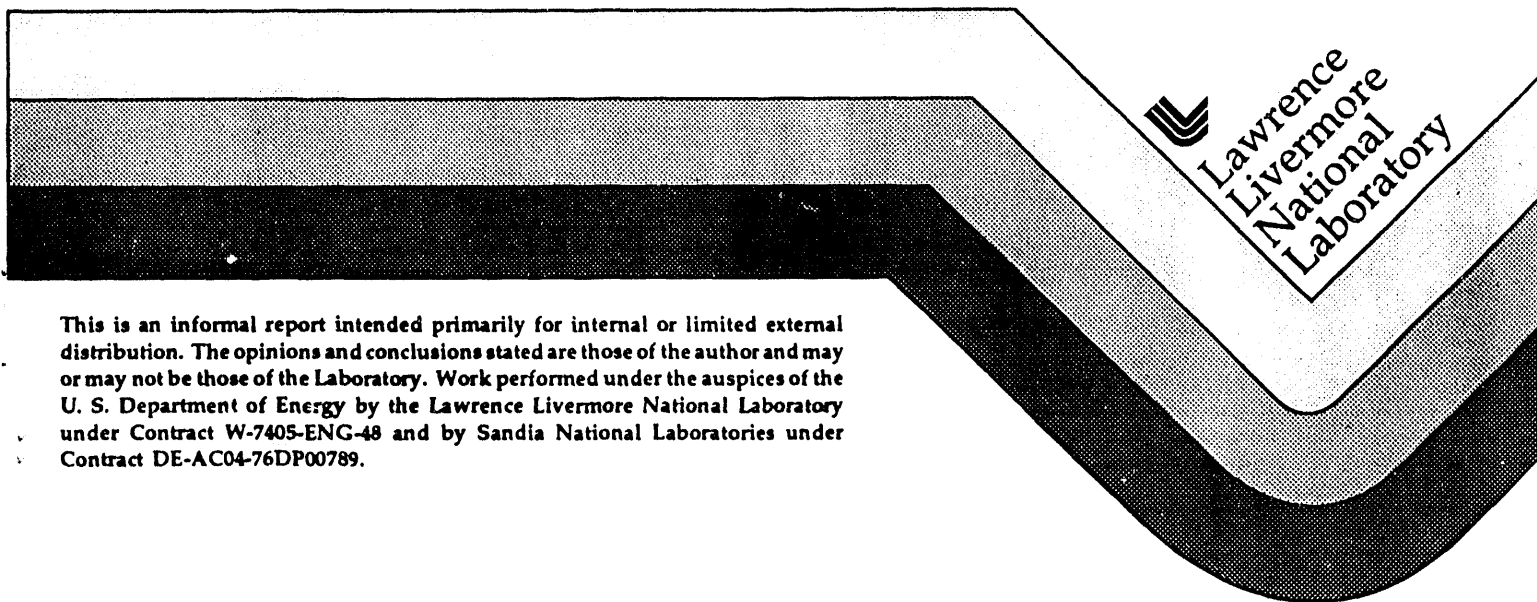 Lawrence
Livermore
National
Laboratory
This is an informal report intended primarily for internal or limited external
distribution. The opinions and conclusions stated are those of the author and may
or may not be those of the Laboratory. Work performed under the auspices of the
U. S. Department of Energy by the Lawrence Livermore National Laboratory
under Contract W-7405-ENG-48 and by Sandia National Laboratories under
Contract DE-AC04-76DP00789.